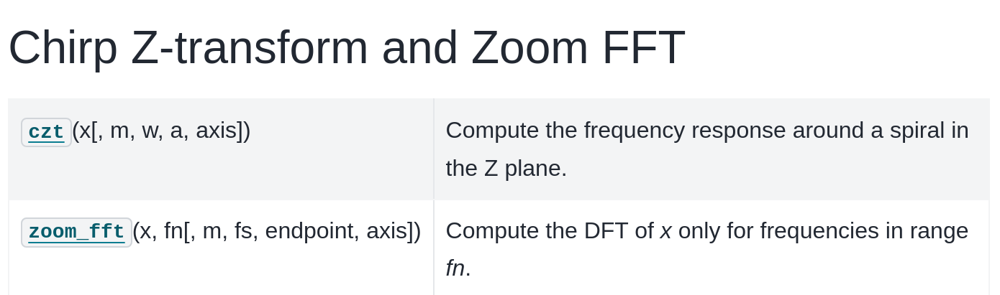 Chirp Z-transform and Zoom FFT
czt(x[, m, w, a, axis])
Compute the frequency response around a spiral in
the Z plane.
zoom_fft(x, fn[, m, fs, endpoint, axis])
Compute the DFT of x only for frequencies in range
fn.